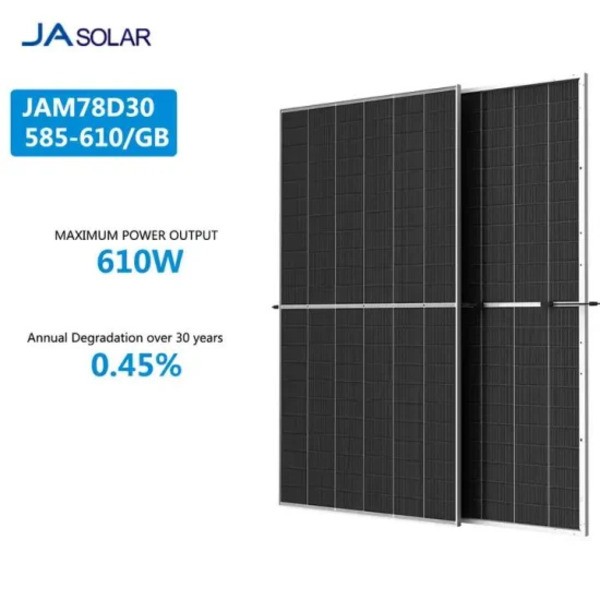 JA SOLAR
JAM78D30
585-610/GB
MAXIMUM POWER OUTPUT
610W
Annual Degradation over 30 years
0.45%